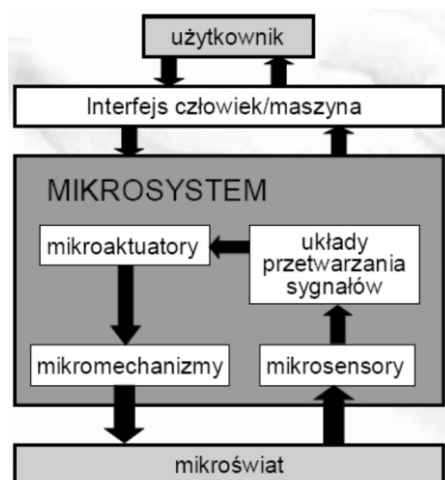 użytkownik
Interfejs człowiek/maszyna
MIKROSYSTEM
mikroaktuatory
układy
przetwarzania
sygnałów
mikromechanizmy
mikrosensory
mikroświat